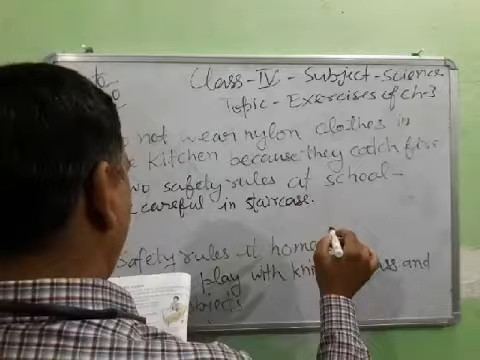 Class-IV - Subject-Science
Topic - Exercises of Ch-3
not wear nylon clothes in
kitchen because they catch fire
safety rules at school-
careful in staircase.
safety rules at home
play with and
objects